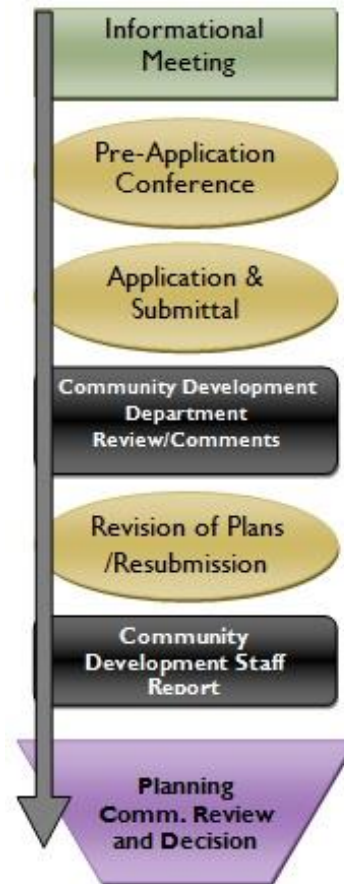 Informational
Meeting
Pre-Application
Conference
Application &
Submittal
Community Development
Department
Review/Comments
Revision of Plans
/Resubmission
Community
Development Staff
Report
Planning
Comm. Review
and Decision